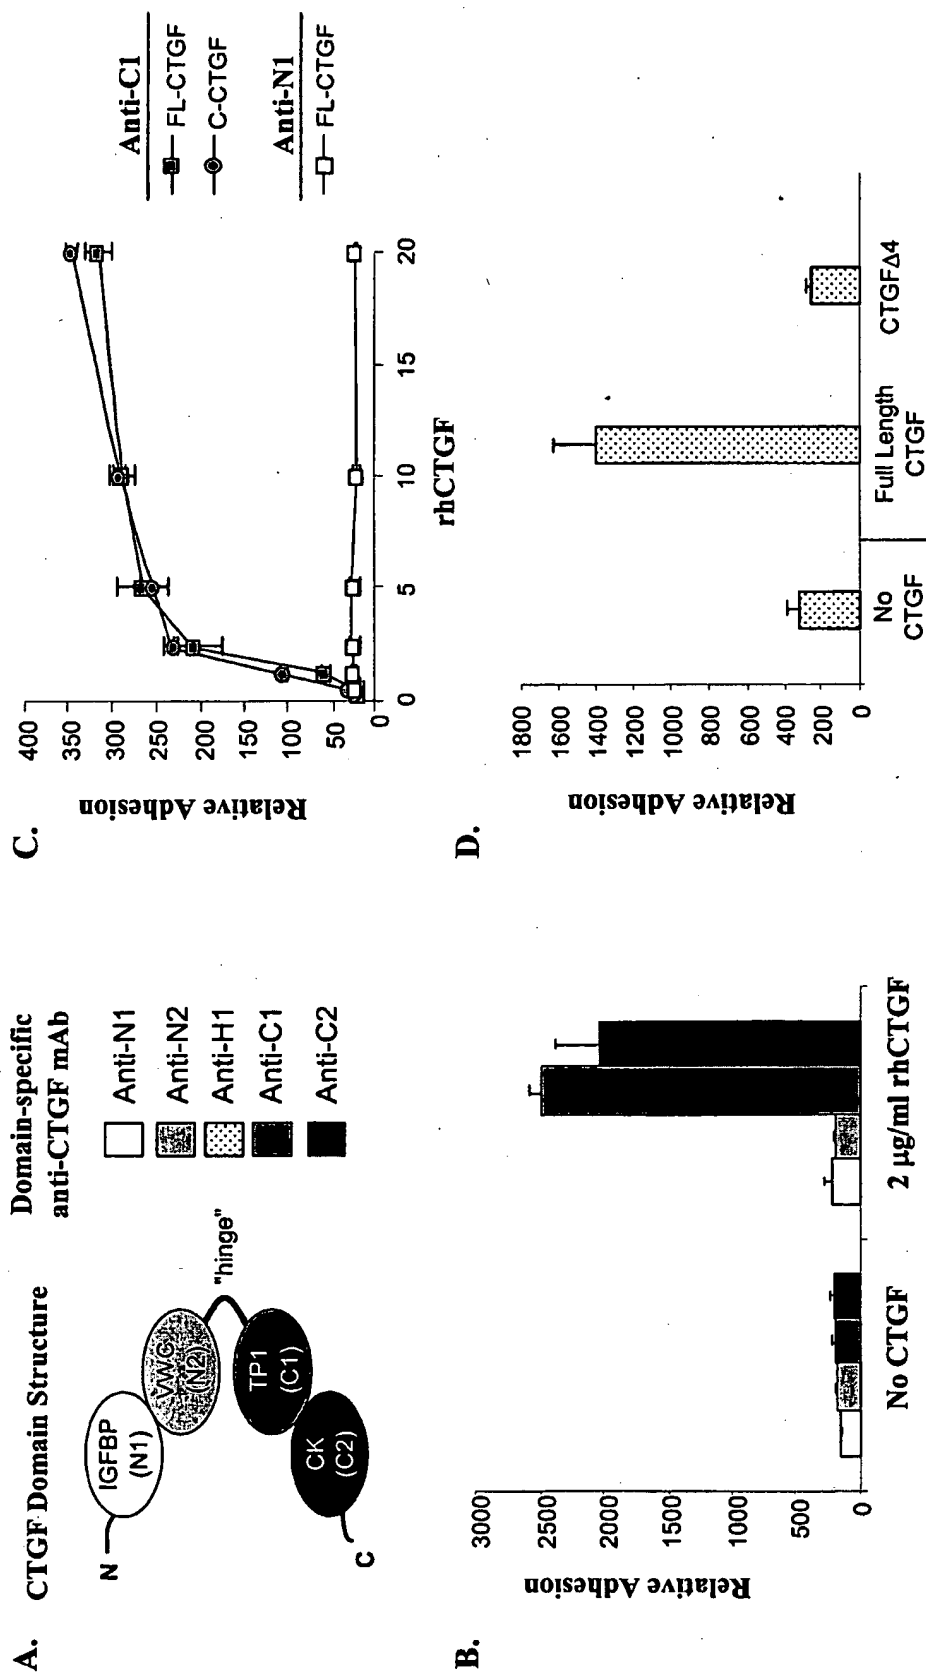 A. CTGF Domain Structure
N
IGFBP
(N1)
VWC
(N2)
"hinge"
TP1
(C1)
CK
(C2)
C
Domain-specific
anti-CTGF mAb
Anti-N1
Anti-N2
Anti-H1
Anti-C1
Anti-C2
B.
Relative Adhesion
3000
2500
2000
1500
1000
500
0
No CTGF
2 µg/ml rhCTGF
C.
Relative Adhesion
400
350
300
250
200
150
100
50
0
0
5
10
15
20
rhCTGF
Anti-C1
FL-CTGF
C-CTGF
Anti-N1
FL-CTGF
D.
Relative Adhesion
1800
1600
1400
1200
1000
800
600
400
200
0
No
CTGF
Full Length
CTGF
CTGFΔ4